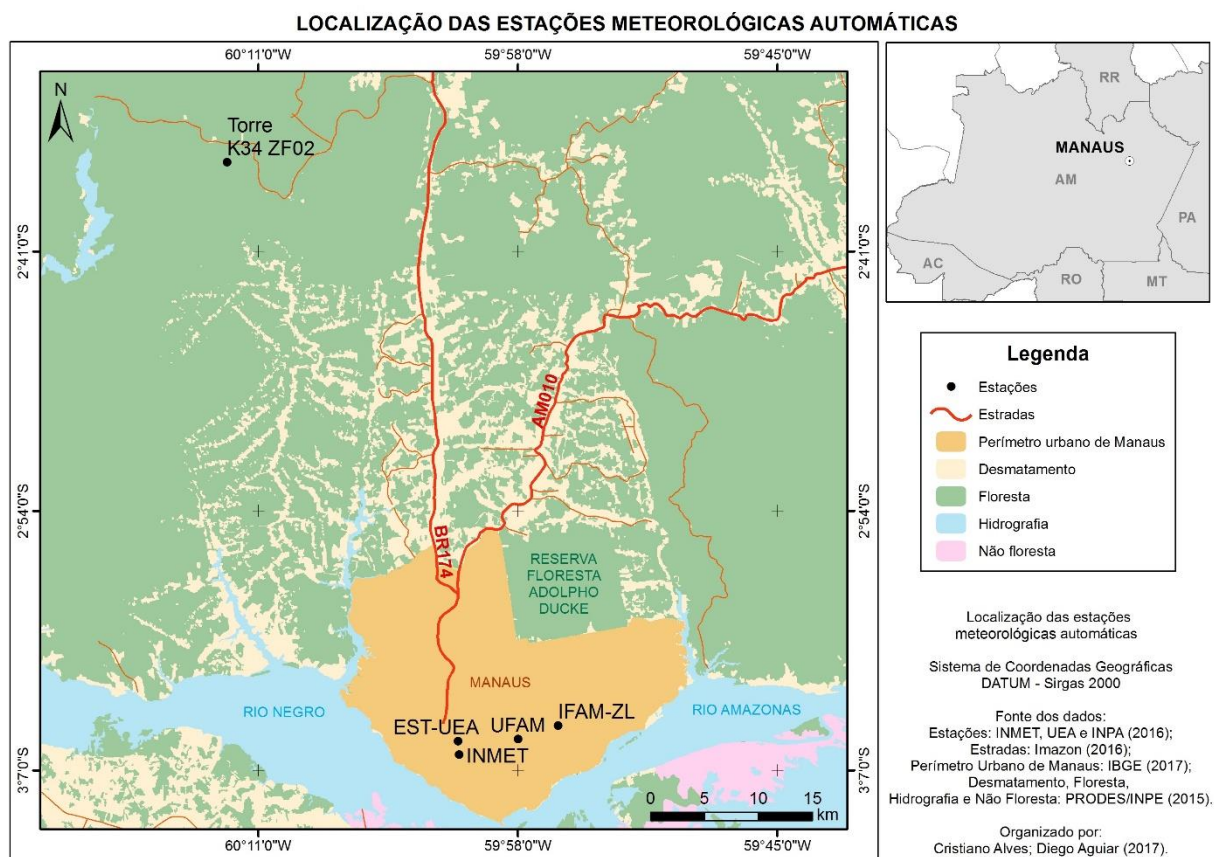 LOCALIZAÇÃO DAS ESTAÇÕES METEOROLÓGICAS AUTOMÁTICAS
60°11'0"W
59°58'0"W
59°45'0"W
N
Torre
K34 ZF02
2°41'0"S
2°41'0"S
AM010
2°54'0"S
2°54'0"S
BR174
RESERVA
FLORESTA
ADOLPHO
DUCKE
MANAUS
RIO NEGRO
RIO AMAZONAS
EST-UEA
UFAM
IFAM-ZL
INMET
3°7'0"S
3°7'0"S
0 5 10 15
km
60°11'0"W
59°58'0"W
59°45'0"W
RR
MANAUS
AM
PA
AC
RO
MT
Legenda
Estações
Estradas
Perímetro urbano de Manaus
Desmatamento
Floresta
Hidrografia
Não floresta
Localização das estações
meteorológicas automáticas
Sistema de Coordenadas Geográficas
DATUM - Sirgas 2000
Fonte dos dados:
Estações: INMET, UEA e INPA (2016);
Estradas: Imazon (2016);
Perímetro Urbano de Manaus: IBGE (2017);
Desmatamento, Floresta,
Hidrografia e Não Floresta: PRODES/INPE (2015).
Organizado por:
Cristiano Alves; Diego Aguiar (2017).